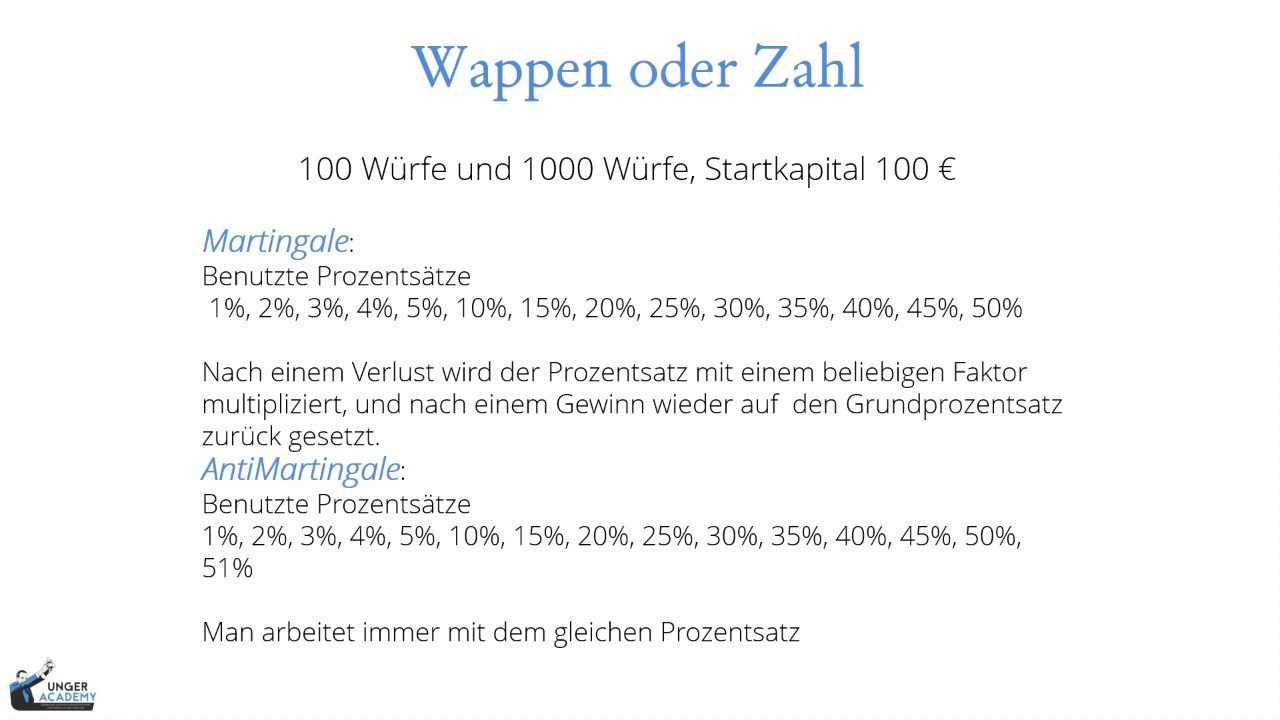 Wappen oder Zahl
100 Würfe und 1000 Würfe, Startkapital 100 €
Martingale:
Benutzte Prozentsätze
1%, 2%, 3%, 4%, 5%, 10%, 15%, 20%, 25%, 30%, 35%, 40%, 45%, 50%
Nach einem Verlust wird der Prozentsatz mit einem beliebigen Faktor
multipliziert, und nach einem Gewinn wieder auf  den Grundprozentsatz
zurück gesetzt.
AntiMartingale:
Benutzte Prozentsätze
1%, 2%, 3%, 4%, 5%, 10%, 15%, 20%, 25%, 30%, 35%, 40%, 45%, 50%,
51%
Man arbeitet immer mit dem gleichen Prozentsatz
UNGER
ACADEMY